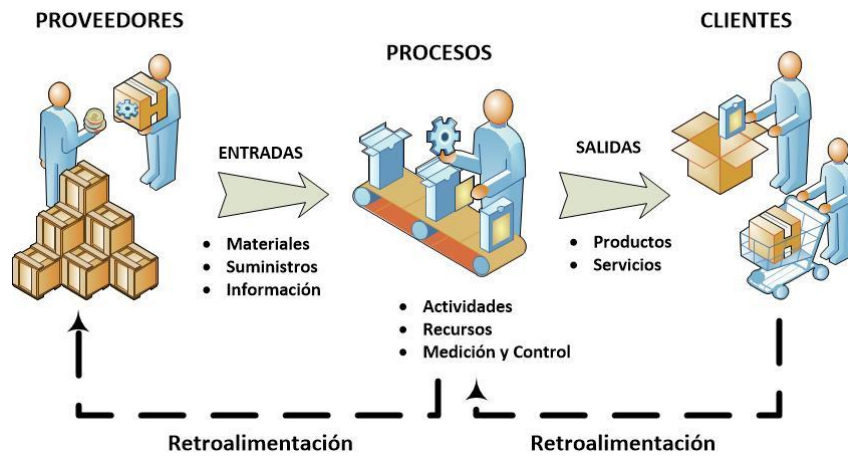 PROVEEDORES
PROCESOS
CLIENTES
ENTRADAS
SALIDAS
• Materiales
• Suministros
• Información
• Productos
• Servicios
• Actividades
• Recursos
• Medición y Control
Retroalimentación
Retroalimentación